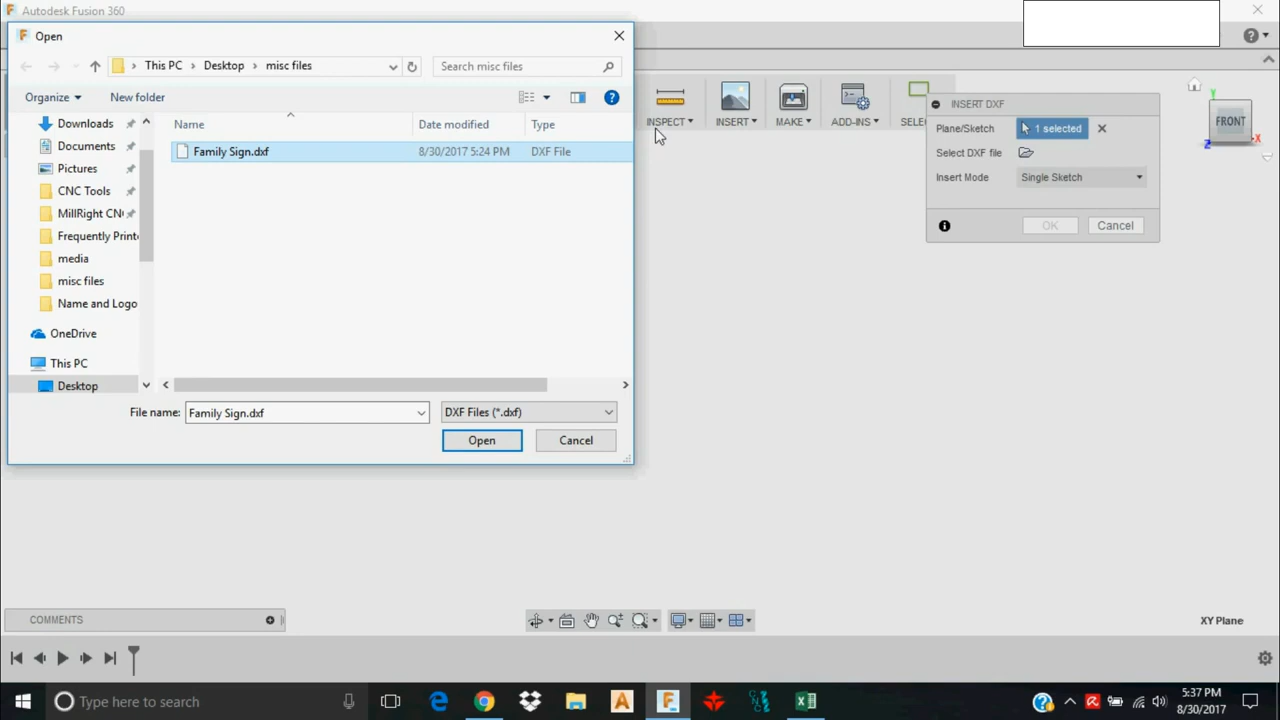 Autodesk Fusion 360
Open
This PC > Desktop > misc files
Search misc files
Organize
New folder
Downloads
Documents
Pictures
CNC Tools
MillRight CN
Frequently Print
media
misc files
Name and Logo
OneDrive
This PC
Desktop
Name
Date modified
Type
Family Sign.dxf
8/30/2017 5:24 PM
DXF File
File name:
Family Sign.dxf
DXF Files (*.dxf)
Open
Cancel
INSPECT
INSERT
MAKE
ADD-INS
SELEC
INSERT DXF
Plane/Sketch
1 selected
Select DXF file
Insert Mode
Single Sketch
OK
Cancel
FRONT
Y
X
Z
COMMENTS
XY Plane
Type here to search
5:37 PM
8/30/2017